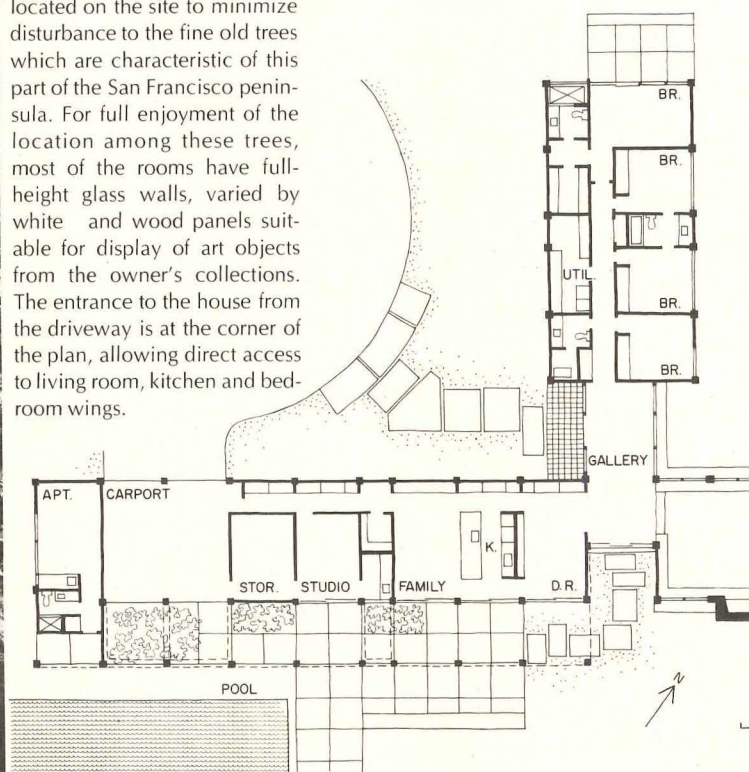 located on the site to minimize
disturbance to the fine old trees
which are characteristic of this
part of the San Francisco penin-
sula. For full enjoyment of the
location among these trees,
most of the rooms have full-
height glass walls, varied by
white and wood panels suit-
able for display of art objects
from the owner's collections.
The entrance to the house from
the driveway is at the corner of
the plan, allowing direct access
to living room, kitchen and bed-
room wings.
BR.
BR.
UTIL.
BR.
BR.
GALLERY
APT.
CARPORT
K.
STOR.
STUDIO
FAMILY
D.R.
POOL
N